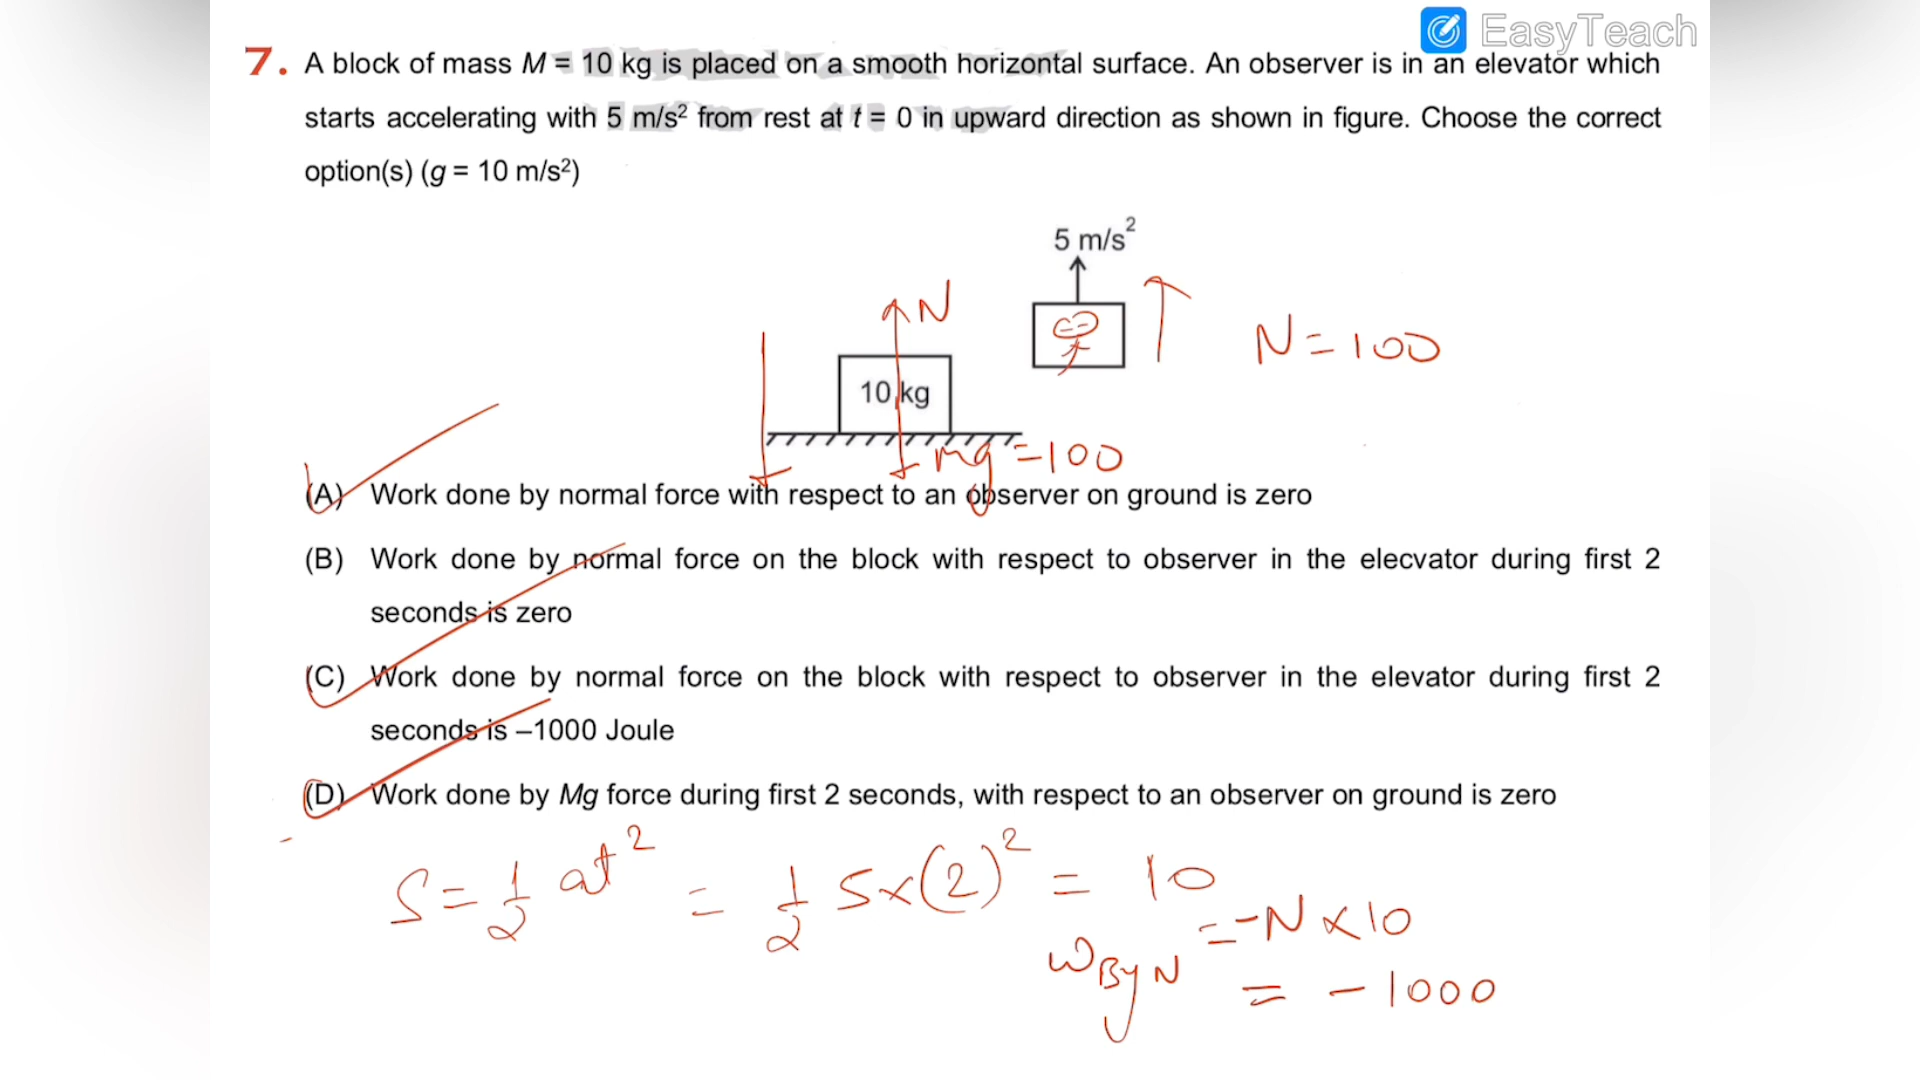 EasyTeach
7. A block of mass M = 10 kg is placed on a smooth horizontal surface. An observer is in an elevator which
starts accelerating with 5 m/s² from rest at t = 0 in upward direction as shown in figure. Choose the correct
option(s) (g = 10 m/s²)
5 m/s²
N
N = 100
10 kg
mg = 100
(A) Work done by normal force with respect to an observer on ground is zero
(B) Work done by normal force on the block with respect to observer in the elecvator during first 2
seconds is zero
(C) Work done by normal force on the block with respect to observer in the elevator during first 2
seconds is –1000 Joule
(D) Work done by Mg force during first 2 seconds, with respect to an observer on ground is zero
S = 1/2 at² = 1/2 5×(2)² = 10
W By N = -N × 10
= -1000